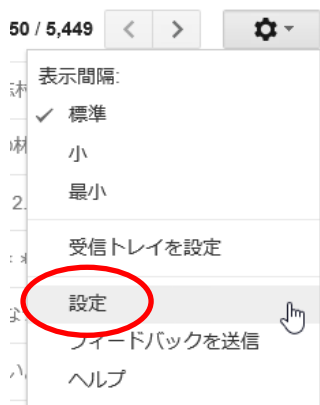 50 / 5,449
表示間隔:
標準
小
最小
2.
受信トレイを設定
設定
フィードバックを送信
ヘルプ